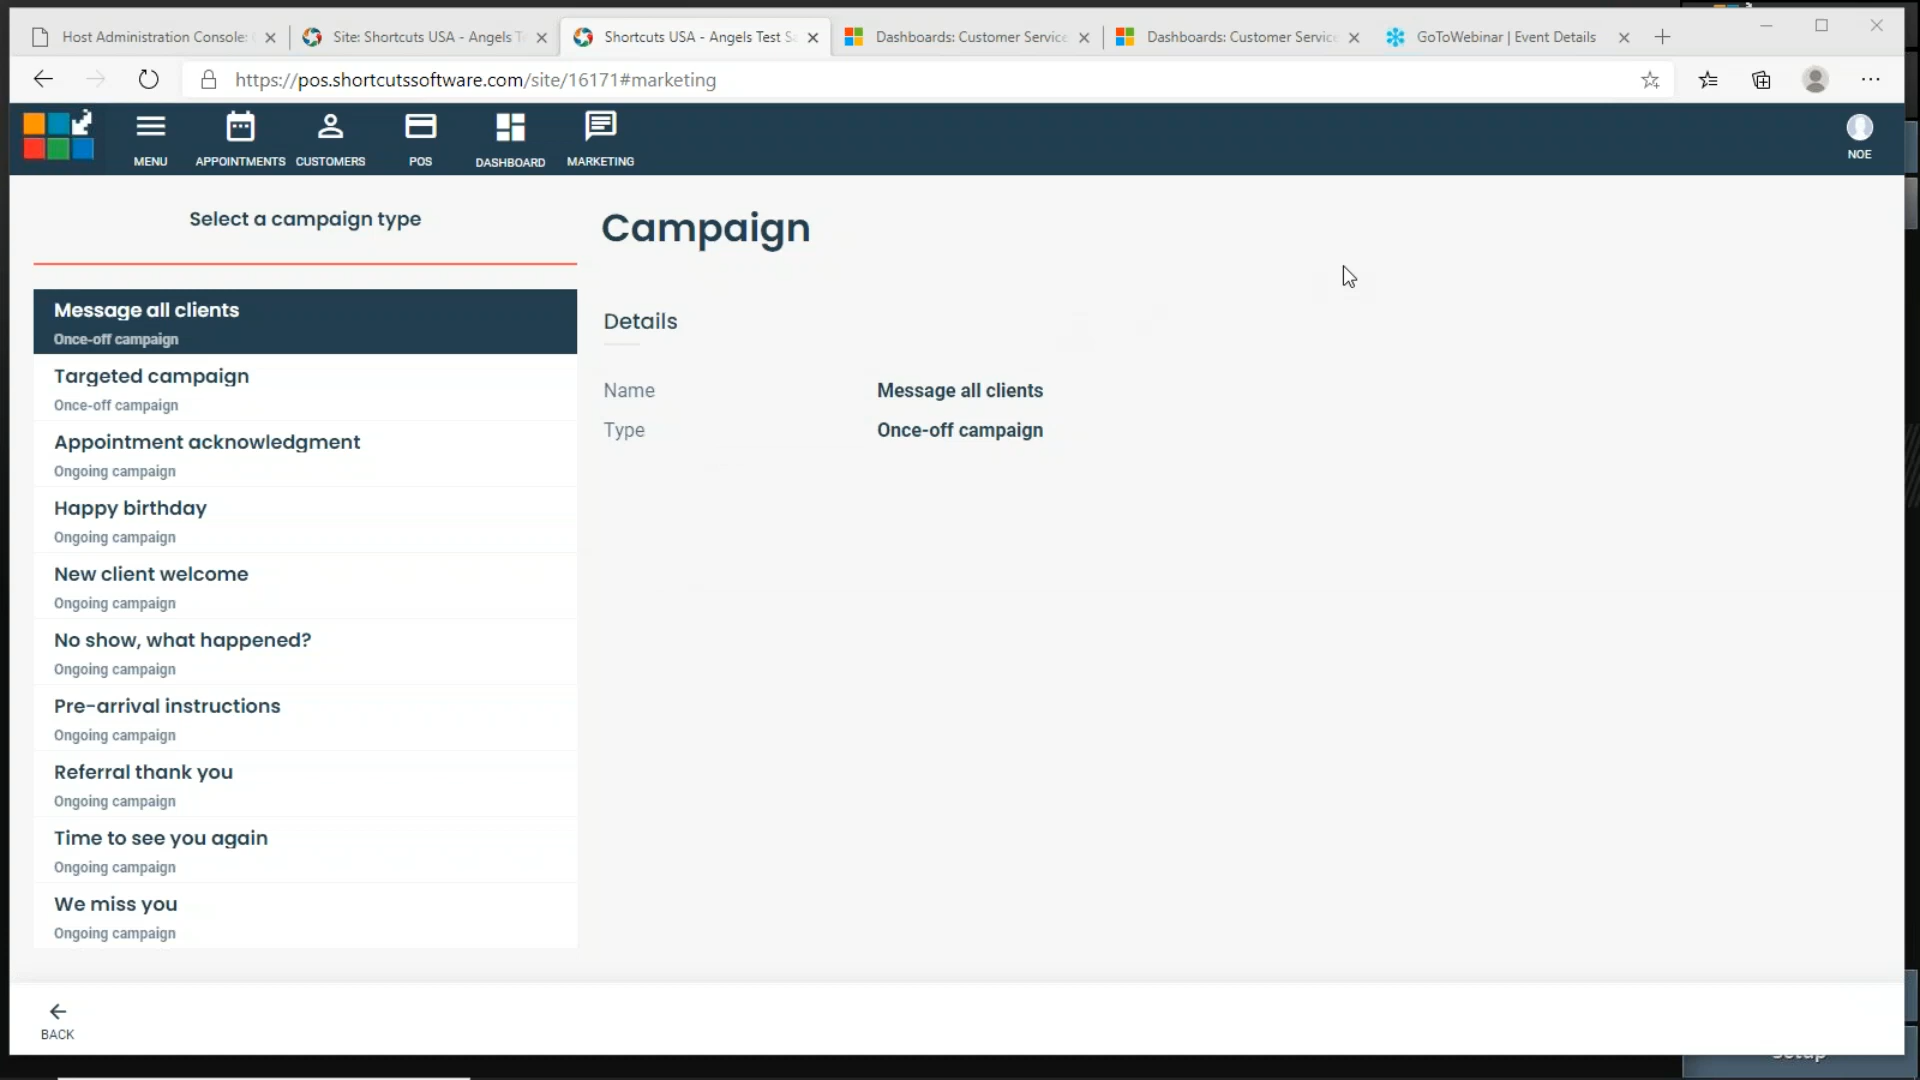 Host Administration Console:
Site: Shortcuts USA - Angels T
Shortcuts USA - Angels Test S
Dashboards: Customer Service
Dashboards: Customer Servic
GoToWebinar | Event Details
https://pos.shortcutssoftware.com/site/16171#marketing
MENU
APPOINTMENTS
CUSTOMERS
POS
DASHBOARD
MARKETING
NOE
Select a campaign type
Message all clients
Once-off campaign
Targeted campaign
Once-off campaign
Appointment acknowledgment
Ongoing campaign
Happy birthday
Ongoing campaign
New client welcome
Ongoing campaign
No show, what happened?
Ongoing campaign
Pre-arrival instructions
Ongoing campaign
Referral thank you
Ongoing campaign
Time to see you again
Ongoing campaign
We miss you
Ongoing campaign
Campaign
Details
Name Message all clients
Type Once-off campaign
BACK
Setup